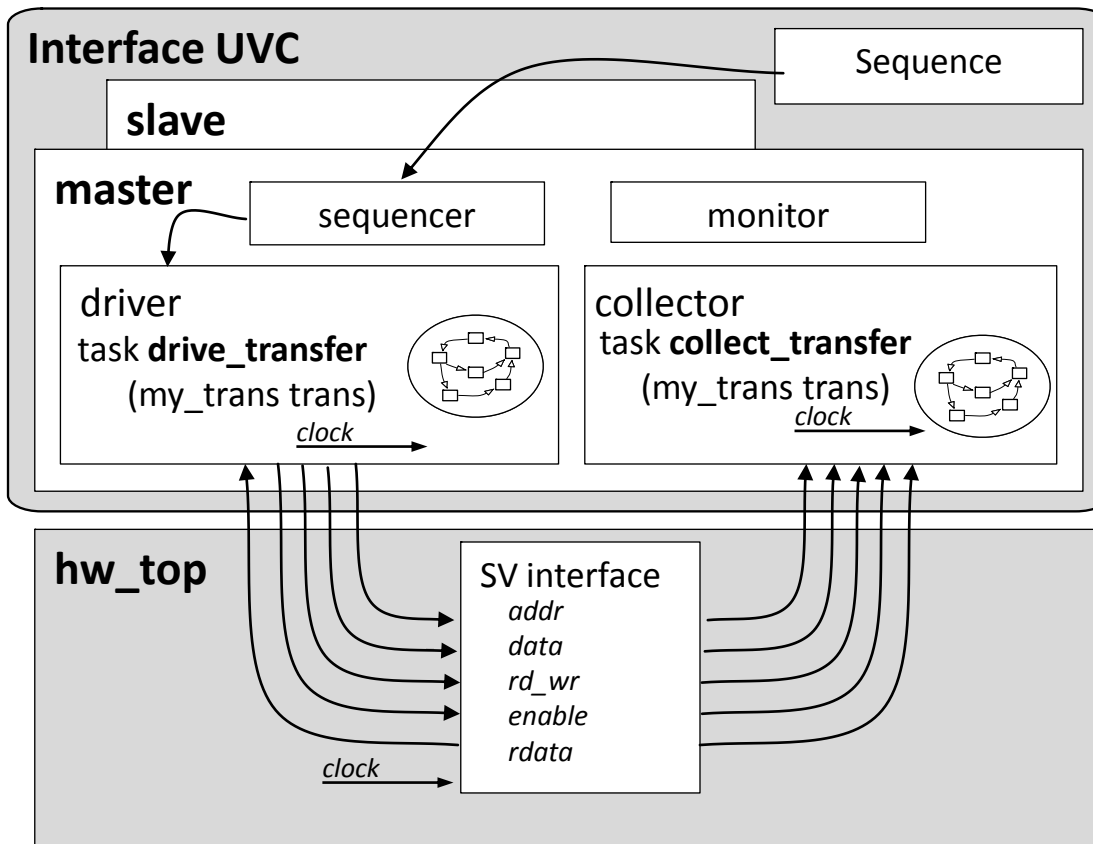 Interface UVC
Sequence
slave
master
sequencer
monitor
driver
task drive_transfer
(my_trans trans)
clock
collector
task collect_transfer
(my_trans trans)
clock
hw_top
SV interface
addr
data
rd_wr
enable
rdata
clock